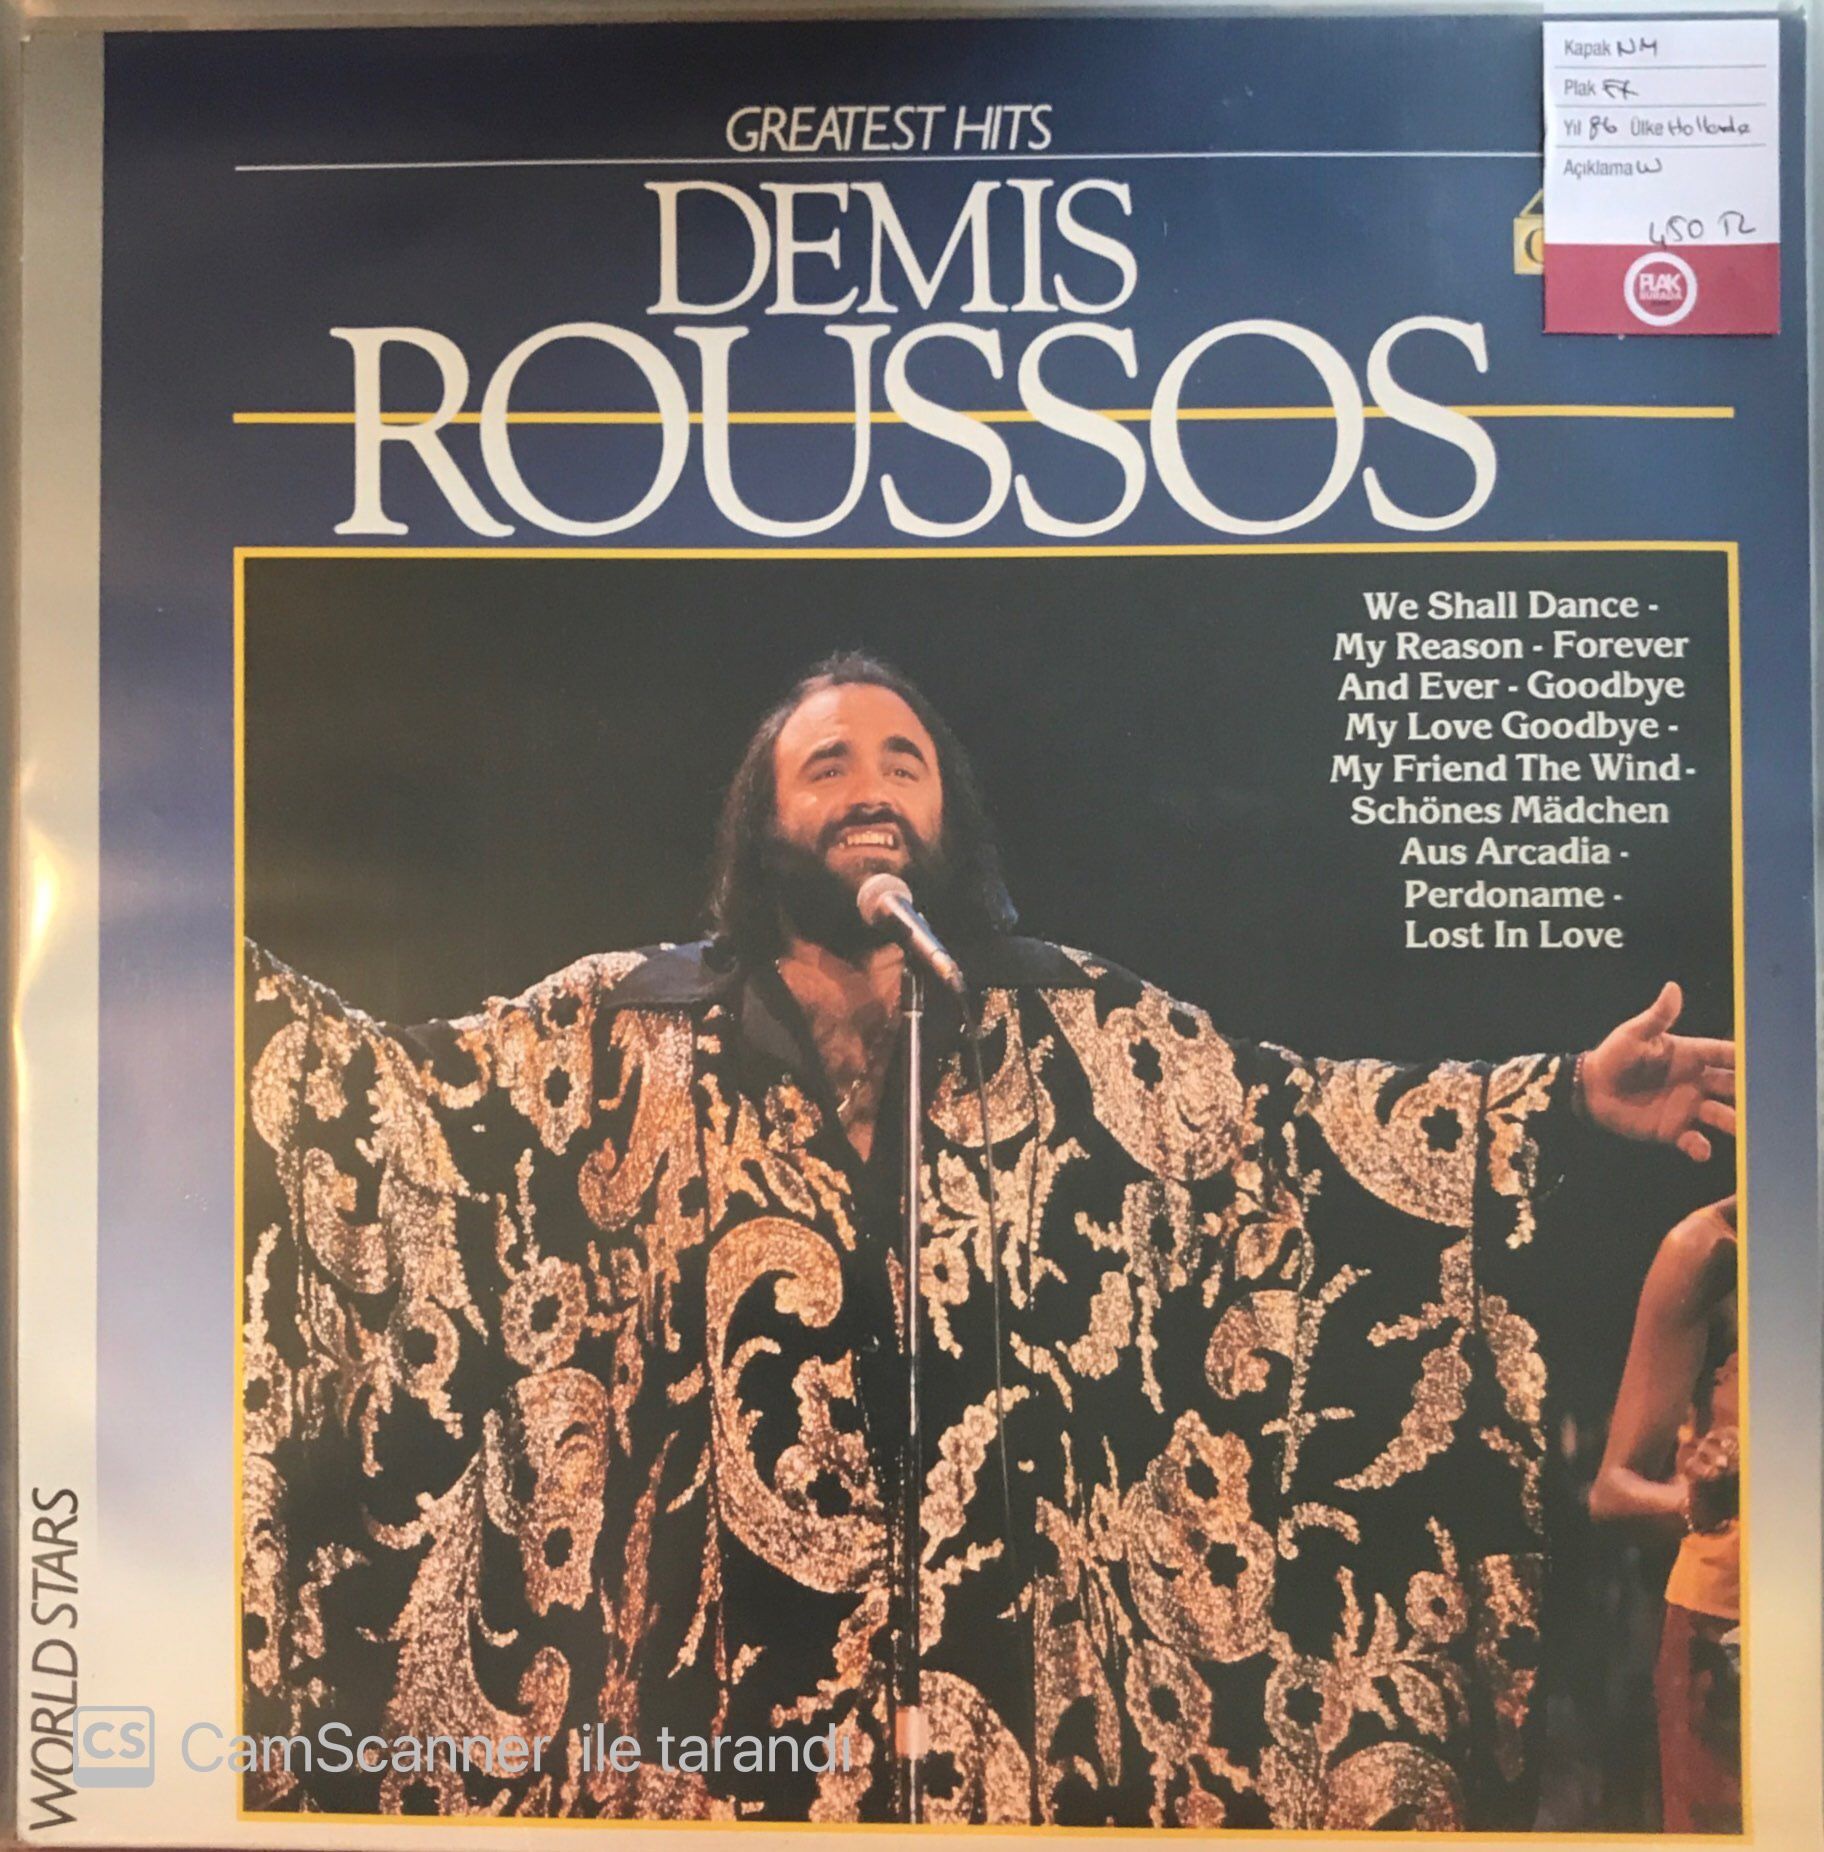 GREATEST HITS
DEMIS
ROUSSOS
Kapak NM
Plak
Yıl 86 Ülke Hollanda
Açıklama W
450 TL
PLAK
BURADA
We Shall Dance -
My Reason - Forever
And Ever - Goodbye
My Love Goodbye -
My Friend The Wind-
Schönes Mädchen
Aus Arcadia -
Perdoname -
Lost In Love
WORLD STARS
CS CamScanner ile tarandı